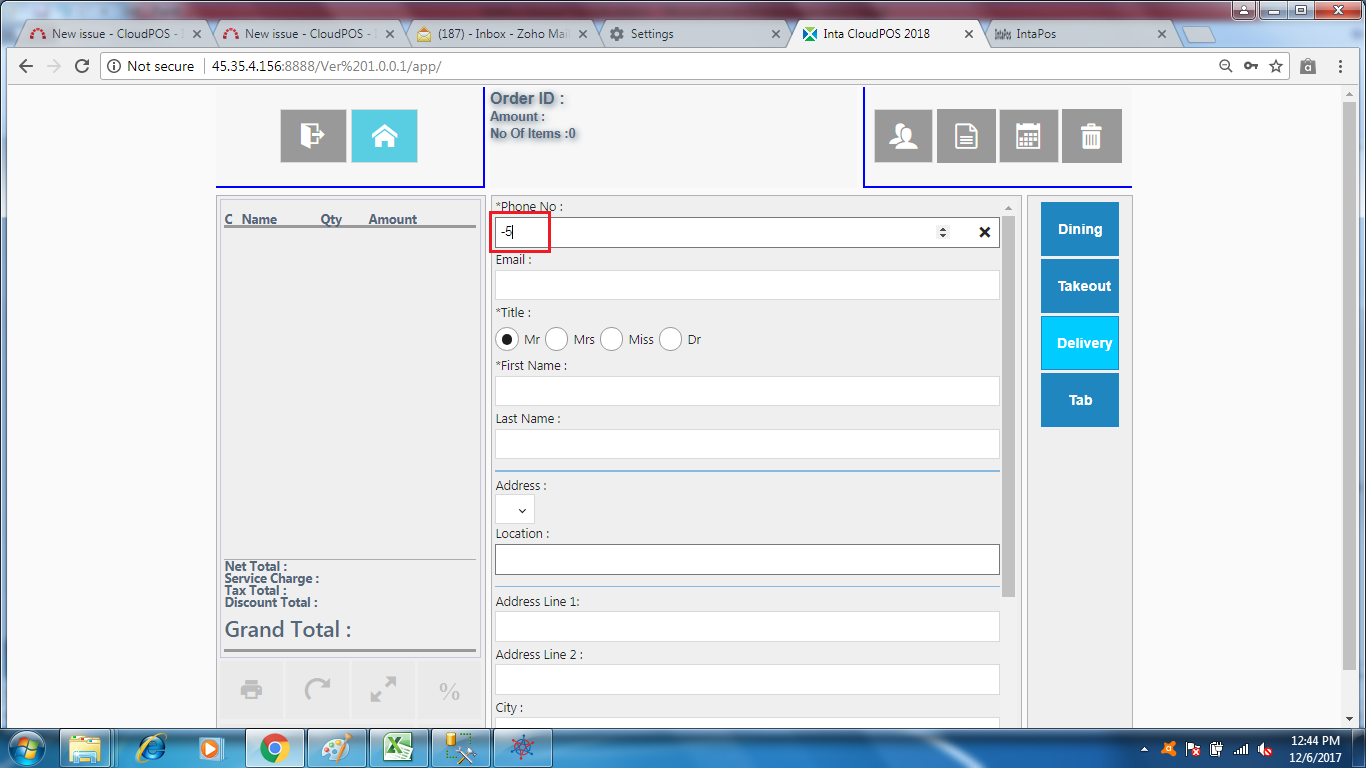 New issue - CloudPOS -
New issue - CloudPOS -
(187) - Inbox - Zoho Mai
Settings
Inta CloudPOS 2018
IntaPos
Not secure
45.35.4.156:8888/Ver%201.0.0.1/app/
Order ID :
Amount :
No Of Items :0
C Name Qty Amount
*Phone No :
-5
Email :
*Title :
Mr Mrs Miss Dr
*First Name :
Last Name :
Address :
Location :
Address Line 1:
Address Line 2 :
City :
Dining
Takeout
Delivery
Tab
Net Total :
Service Charge :
Tax Total :
Discount Total :
Grand Total :
%
12:44 PM
12/6/2017